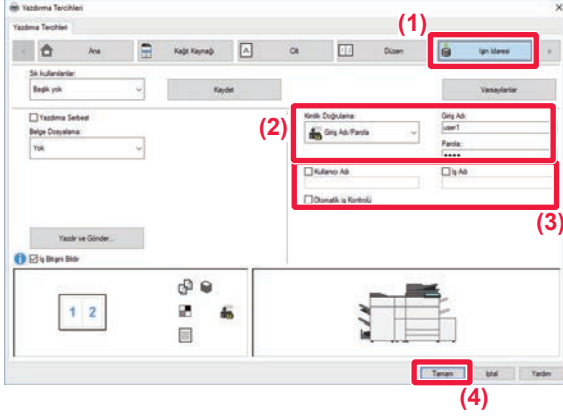 Yazdırma Tercihleri
Yazdırma Tercihleri
(1)
Ana
Kağıt Kaynağı
Cilt
Düzen
İşin İdaresi
Sık kullanılanlar:
Başlık yok
Kaydet
Varsayılanlar
Yazdırma Serbest
Belge Dosyalama:
Yok
(2)
Kimlik Doğrulama:
Giriş Adı/Parola
Giriş Adı:
user1
Parola:
••••
Kullanıcı Adı
İş Adı
Otomatik iş Kontrolü
(3)
Yazdır ve Gönder...
İş Bitişini Bildir
1 2
Tamam
İptal
Yardım
(4)